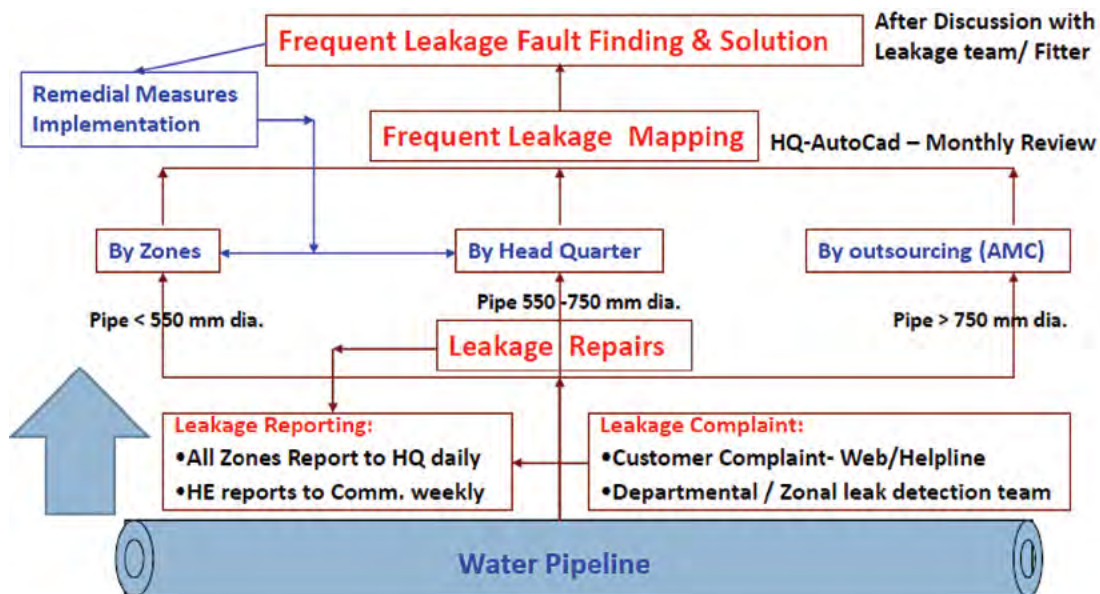 Frequent Leakage Fault Finding & Solution
After Discussion with
Leakage team/ Fitter
Remedial Measures
Implementation
Frequent Leakage Mapping
HQ-AutoCad – Monthly Review
By Zones
By Head Quarter
By outsourcing (AMC)
Pipe < 550 mm dia.
Pipe 550 -750 mm dia.
Pipe > 750 mm dia.
Leakage Repairs
Leakage Reporting:
•All Zones Report to HQ daily
•HE reports to Comm. weekly
Leakage Complaint:
•Customer Complaint- Web/Helpline
•Departmental / Zonal leak detection team
Water Pipeline